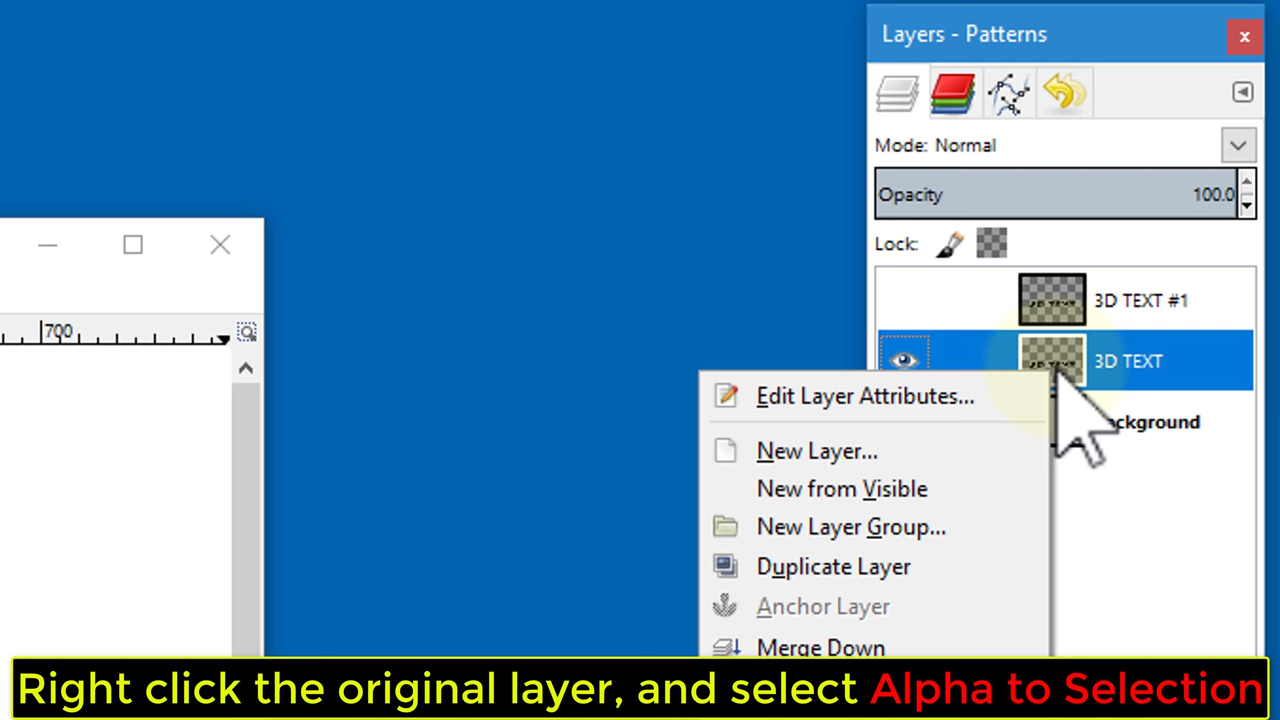 Layers - Patterns
Mode: Normal
Opacity 100.0
Lock:
3D TEXT #1
3D TEXT
ckground
Edit Layer Attributes...
New Layer...
New from Visible
New Layer Group...
Duplicate Layer
Anchor Layer
Merge Down
700
Right click the original layer, and select Alpha to Selection